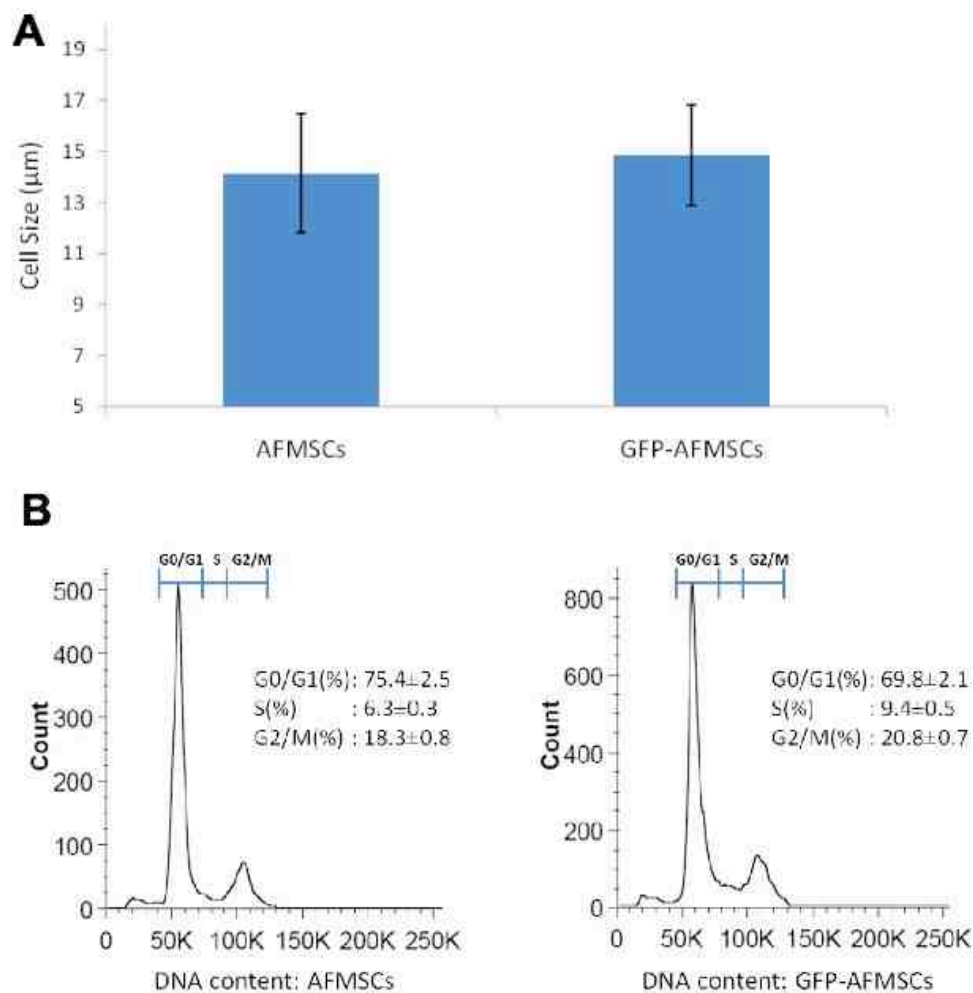 A
19
17
15
13
11
9
7
5
Cell Size (µm)
AFMSCs GFP-AFMSCs
B
G0/G1 S G2/M
500
400
300
200
100
0
Count
G0/G1(%): 75.4±2.5
S(%) : 6.3±0.3
G2/M(%) : 18.3±0.8
0 50K 100K 150K 200K 250K
DNA content: AFMSCs
G0/G1 S G2/M
800
600
400
200
0
Count
G0/G1(%): 69.8±2.1
S(%) : 9.4±0.5
G2/M(%) : 20.8±0.7
0 50K 100K 150K 200K 250K
DNA content: GFP-AFMSCs